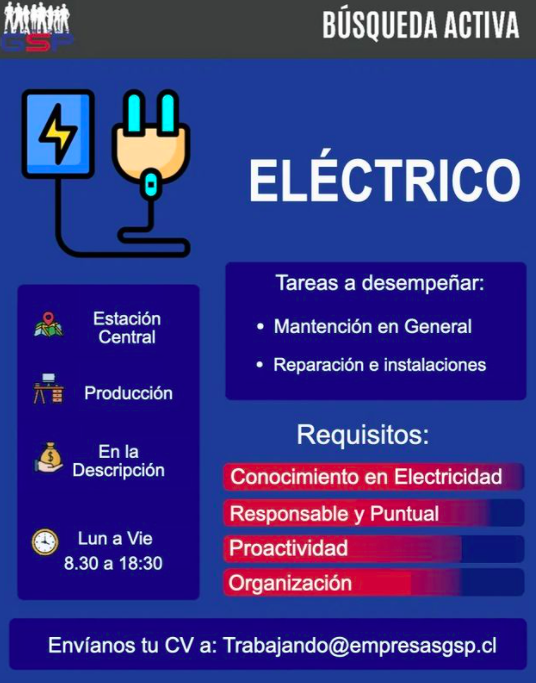 GSP
BÚSQUEDA ACTIVA
ELÉCTRICO
Estación
Central
Producción
En la
Descripción
Lun a Vie
8.30 a 18:30
Tareas a desempeñar:
• Mantención en General
• Reparación e instalaciones
Requisitos:
Conocimiento en Electricidad
Responsable y Puntual
Proactividad
Organización
Envíanos tu CV a: Trabajando@empresasgsp.cl